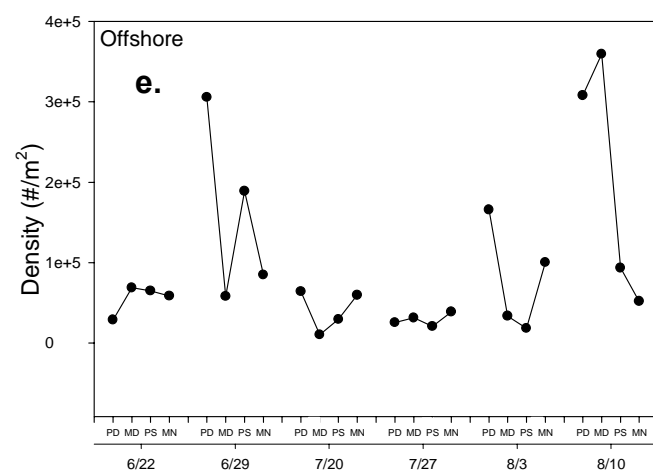 Offshore
e.
Density (#/m²)
4e+5
3e+5
2e+5
1e+5
0
PD MD PS MN PD MD PS MN PD MD PS MN PD MD PS MN PD MD PS MN PD MD PS MN
6/22 6/29 7/20 7/27 8/3 8/10